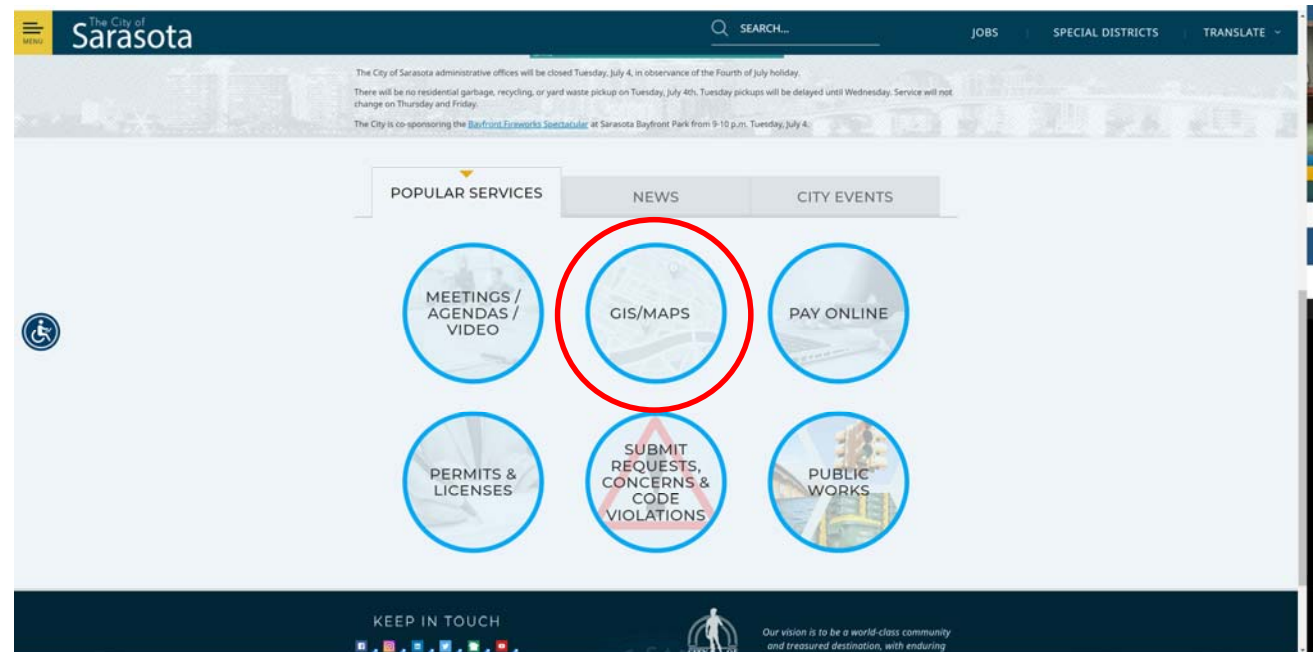 MENU
The City of
Sarasota
SEARCH...
JOBS
SPECIAL DISTRICTS
TRANSLATE
The City of Sarasota administrative offices will be closed Tuesday, July 4, in observance of the Fourth of July holiday.
There will be no residential garbage, recycling, or yard waste pickup on Tuesday, July 4th. Tuesday pickups will be delayed until Wednesday. Service will not
change on Thursday and Friday.
The City is co-sponsoring the Bayfront Fireworks Spectacular at Sarasota Bayfront Park from 9-10 p.m. Tuesday, July 4.
POPULAR SERVICES
NEWS
CITY EVENTS
MEETINGS /
AGENDAS /
VIDEO
GIS/MAPS
PAY ONLINE
PERMITS &
LICENSES
SUBMIT
REQUESTS,
CONCERNS &
CODE
VIOLATIONS
PUBLIC
WORKS
KEEP IN TOUCH
Our vision is to be a world-class community
and treasured destination, with enduring